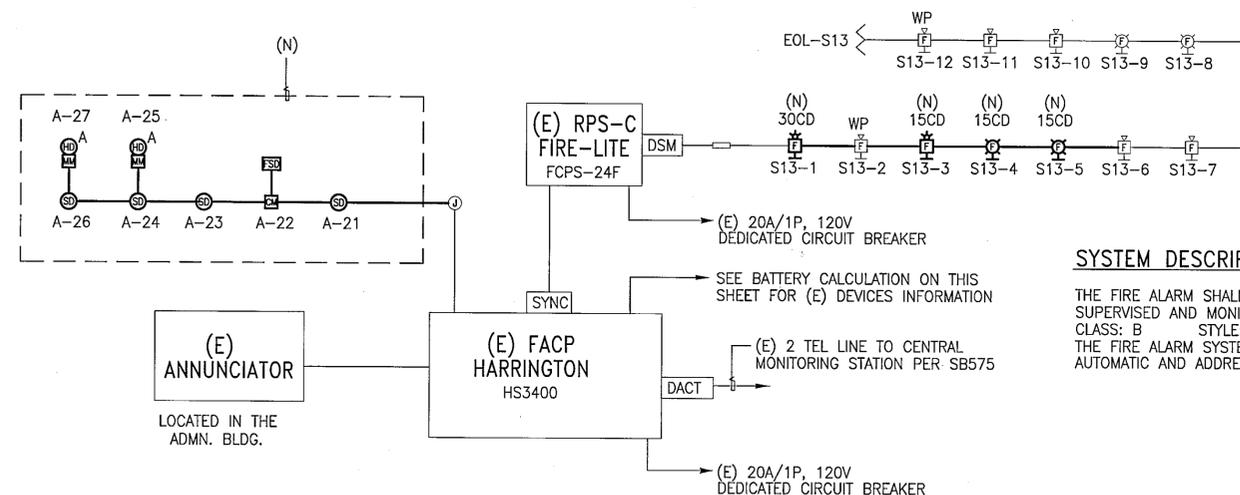 (N)
A-27 A-25
HD A HD A
MM MM FSD
SD SD SD CM SD J
A-26 A-24 A-23 A-22 A-21
WP
EOL-S13 F F F F F
S13-12 S13-11 S13-10 S13-9 S13-8
(E) RPS-C
FIRE-LITE
FCPS-24F
DSM
(N) (N) (N) (N)
30CD WP 15CD 15CD 15CD
F F F F F F F
S13-1 S13-2 S13-3 S13-4 S13-5 S13-6 S13-7
(E) 20A/1P, 120V
DEDICATED CIRCUIT BREAKER
SEE BATTERY CALCULATION ON THIS
SHEET FOR (E) DEVICES INFORMATION
SYNC
(E)
ANNUNCIATOR
LOCATED IN THE
ADMN. BLDG.
(E) FACP
HARRINGTON
HS3400
DACT
(E) 2 TEL LINE TO CENTRAL
MONITORING STATION PER SB575
(E) 20A/1P, 120V
DEDICATED CIRCUIT BREAKER
SYSTEM DESCRI
THE FIRE ALARM SHAL
SUPERVISED AND MONI
CLASS: B STYLE
THE FIRE ALARM SYSTE
AUTOMATIC AND ADDRE